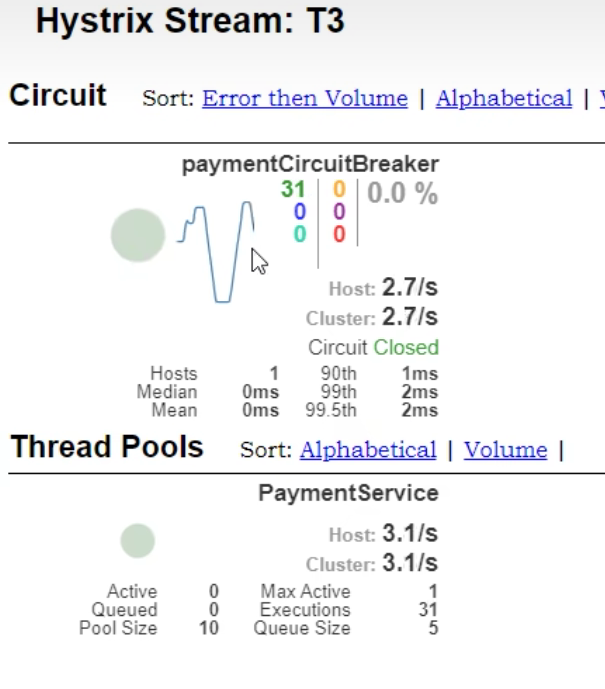 Hystrix Stream: T3
Circuit Sort: Error then Volume | Alphabetical |
paymentCircuitBreaker
31 0 0.0 %
0 0
0 0
Host: 2.7/s
Cluster: 2.7/s
Circuit Closed
Hosts 1 90th 1ms
Median 0ms 99th 2ms
Mean 0ms 99.5th 2ms
Thread Pools Sort: Alphabetical | Volume |
PaymentService
Host: 3.1/s
Cluster: 3.1/s
Active 0 Max Active 1
Queued 0 Executions 31
Pool Size 10 Queue Size 5